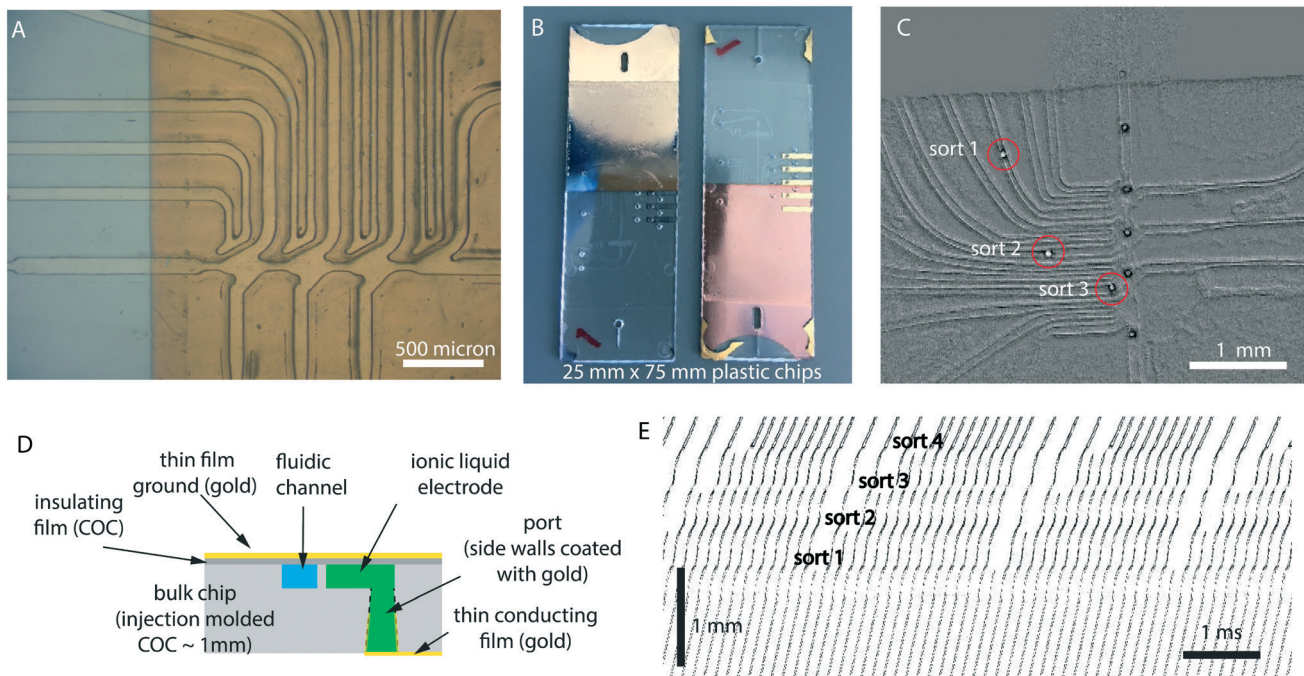 A
500 micron
B
25 mm x 75 mm plastic chips
C
sort 1
sort 2
sort 3
1 mm
D
thin film
ground (gold)
fluidic
channel
ionic liquid
electrode
insulating
film (COC)
port
(side walls coated
with gold)
bulk chip
(injection molded
COC ~ 1mm)
thin conducting
film (gold)
E
sort 4
sort 3
sort 2
sort 1
1 mm
1 ms